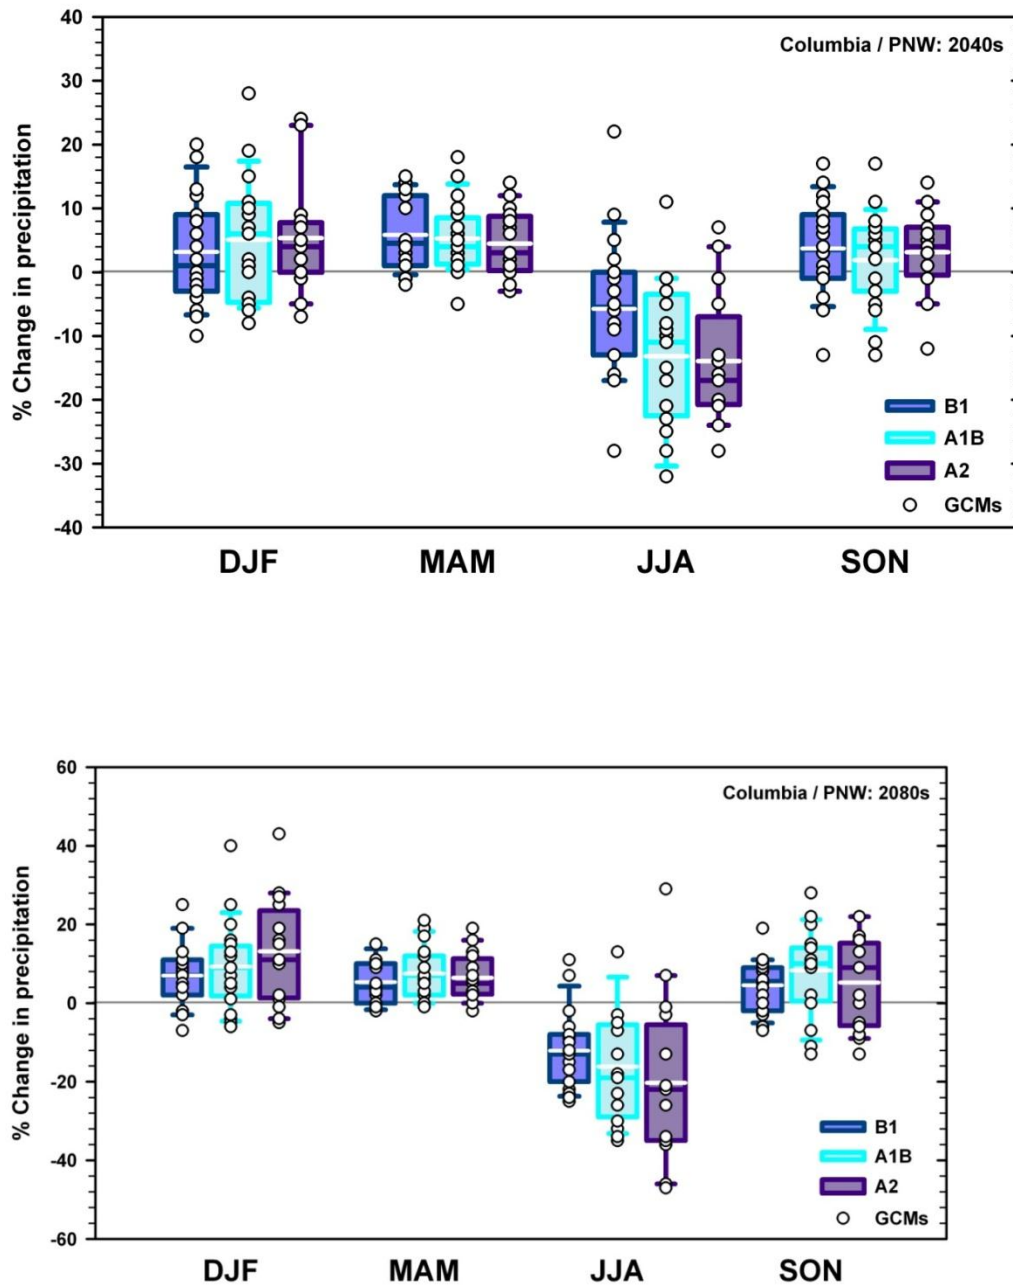 Columbia / PNW: 2040s
% Change in precipitation
40
30
20
10
0
-10
-20
-30
-40
B1
A1B
A2
GCMs
DJF MAM JJA SON
Columbia / PNW: 2080s
% Change in precipitation
60
40
20
0
-20
-40
-60
B1
A1B
A2
GCMs
DJF MAM JJA SON